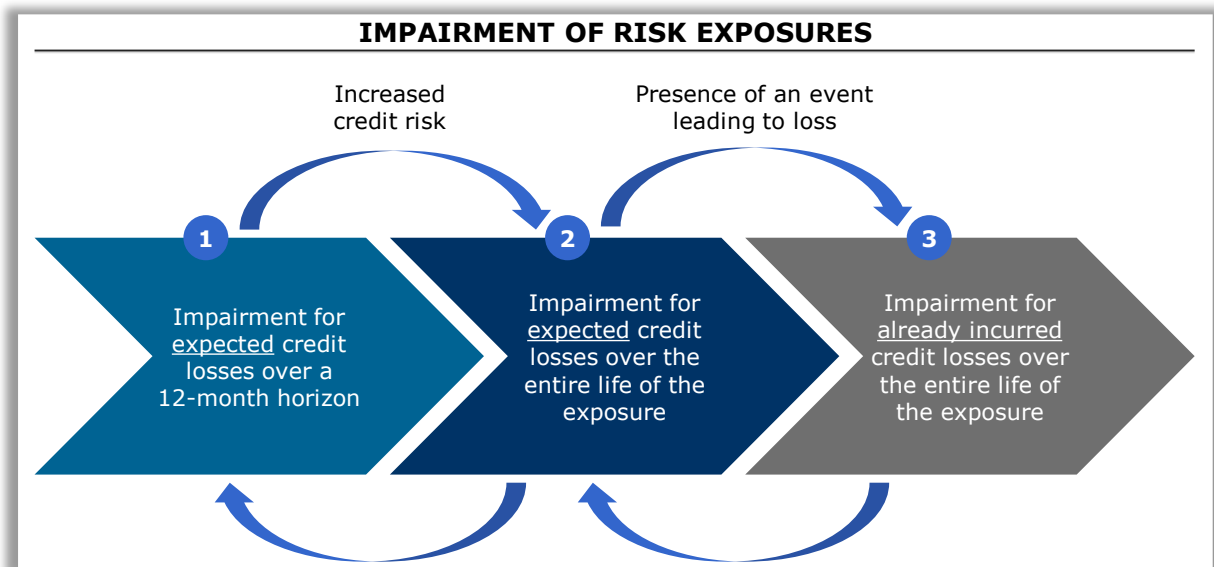 IMPAIRMENT OF RISK EXPOSURES
Increased
credit risk
Presence of an event
leading to loss
1
2
3
Impairment for
expected credit
losses over a
12-month horizon
Impairment for
expected credit
losses over the
entire life of the
exposure
Impairment for
already incurred
credit losses over
the entire life of
the exposure